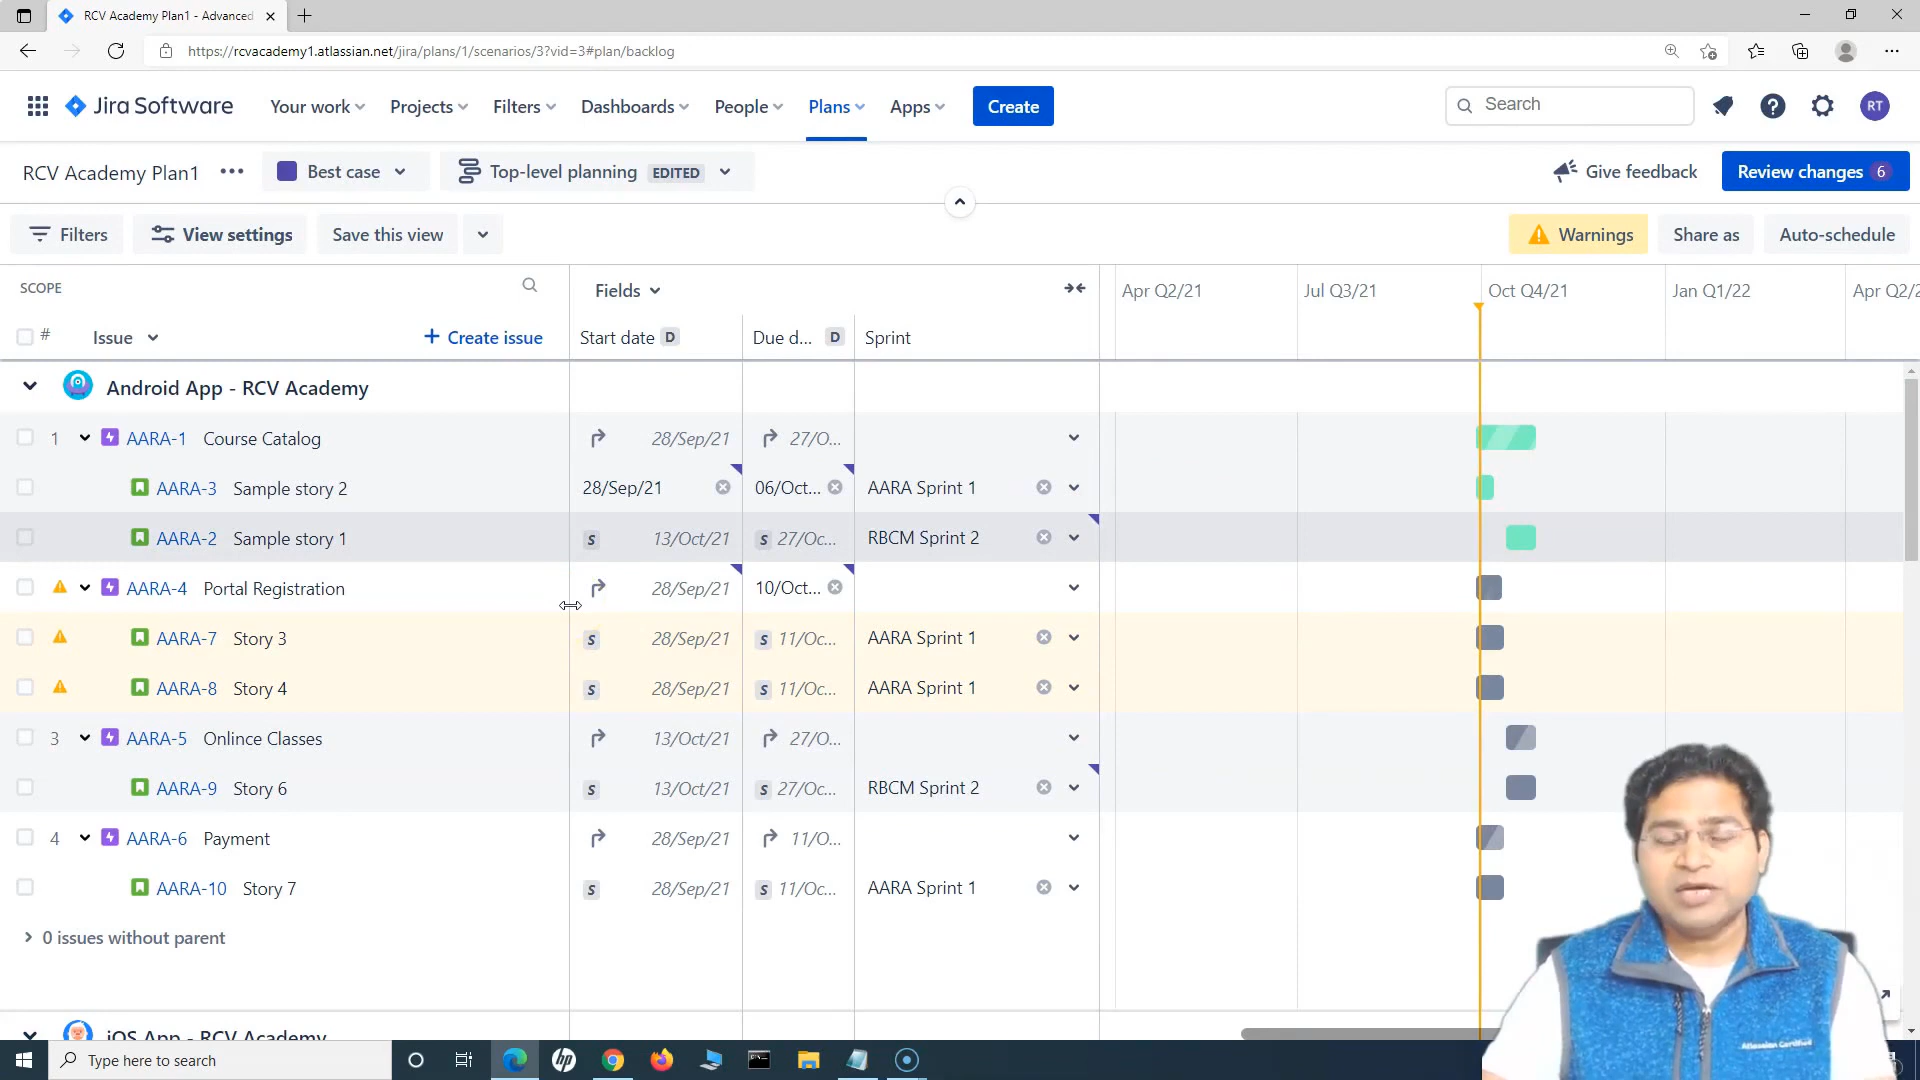 RCV Academy Plan1 - Advanced
https://rcvacademy1.atlassian.net/jira/plans/1/scenarios/3?vid=3#plan/backlog
Jira Software
Your work
Projects
Filters
Dashboards
People
Plans
Apps
Create
Search
RT
RCV Academy Plan1
Best case
Top-level planning EDITED
Give feedback
Review changes 6
Filters
View settings
Save this view
Warnings
Share as
Auto-schedule
SCOPE
Fields
Apr Q2/21
Jul Q3/21
Oct Q4/21
Jan Q1/22
Apr Q2/2
# Issue
+ Create issue
Start date D
Due d... D
Sprint
Android App - RCV Academy
1 AARA-1 Course Catalog 28/Sep/21 27/O...
AARA-3 Sample story 2 28/Sep/21 06/Oct... AARA Sprint 1
AARA-2 Sample story 1 S 13/Oct/21 S 27/Oc... RBCM Sprint 2
AARA-4 Portal Registration 28/Sep/21 10/Oct...
AARA-7 Story 3 S 28/Sep/21 S 11/Oc... AARA Sprint 1
AARA-8 Story 4 S 28/Sep/21 S 11/Oc... AARA Sprint 1
3 AARA-5 Onlince Classes 13/Oct/21 27/O...
AARA-9 Story 6 S 13/Oct/21 S 27/Oc... RBCM Sprint 2
4 AARA-6 Payment 28/Sep/21 11/O...
AARA-10 Story 7 S 28/Sep/21 S 11/Oc... AARA Sprint 1
0 issues without parent
iOS App - RCV Academy
Atlassian Certified
Type here to search
hp